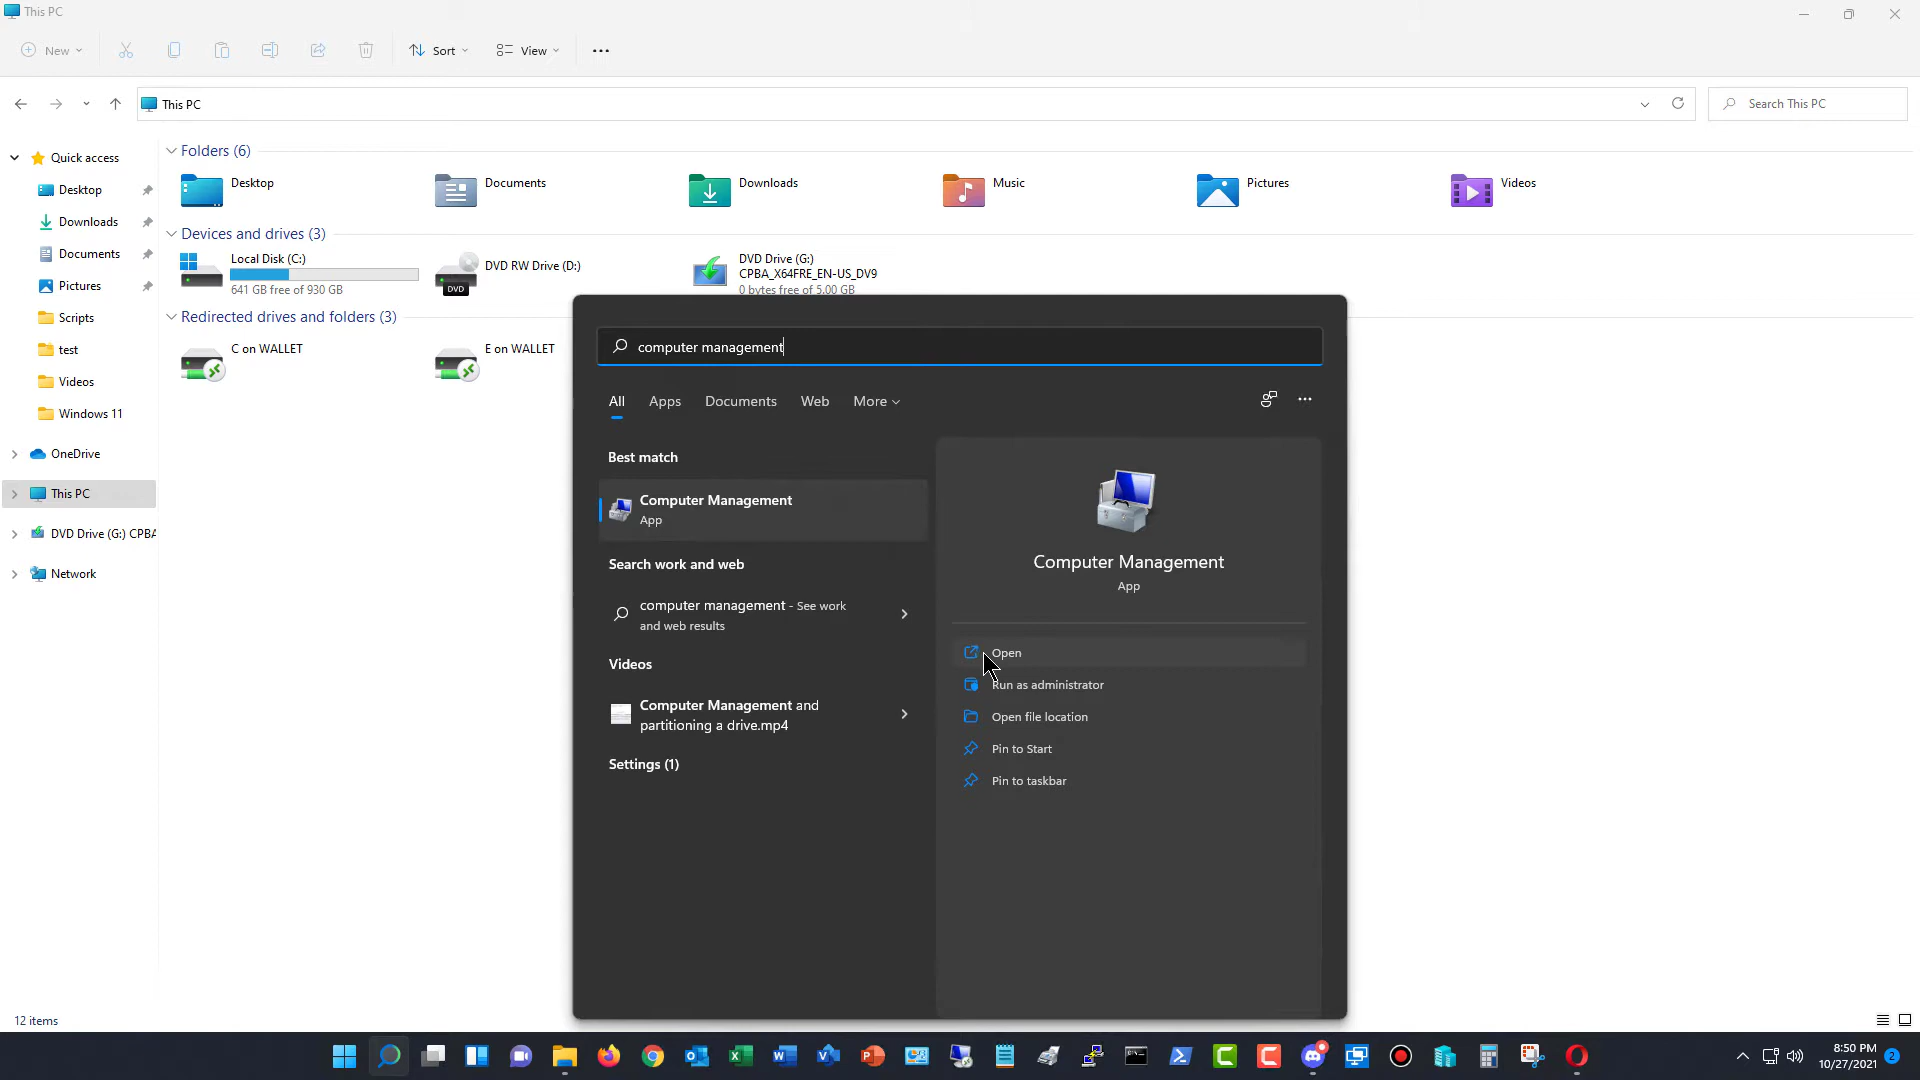 This PC
New
Sort
View
This PC
Search This PC
Quick access
Desktop
Downloads
Documents
Pictures
Scripts
test
Videos
Windows 11
OneDrive
This PC
DVD Drive (G:) CPBA
Network
Folders (6)
Desktop
Documents
Downloads
Music
Pictures
Videos
Devices and drives (3)
Local Disk (C:)
641 GB free of 930 GB
DVD
DVD RW Drive (D:)
DVD Drive (G:)
CPBA_X64FRE_EN-US_DV9
0 bytes free of 5.00 GB
Redirected drives and folders (3)
C on WALLET
E on WALLET
computer management
All
Apps
Documents
Web
More
Best match
Computer Management
App
Search work and web
computer management - See work
and web results
Videos
Computer Management and
partitioning a drive.mp4
Settings (1)
Computer Management
App
Open
Run as administrator
Open file location
Pin to Start
Pin to taskbar
12 items
8:50 PM
10/27/2021
2